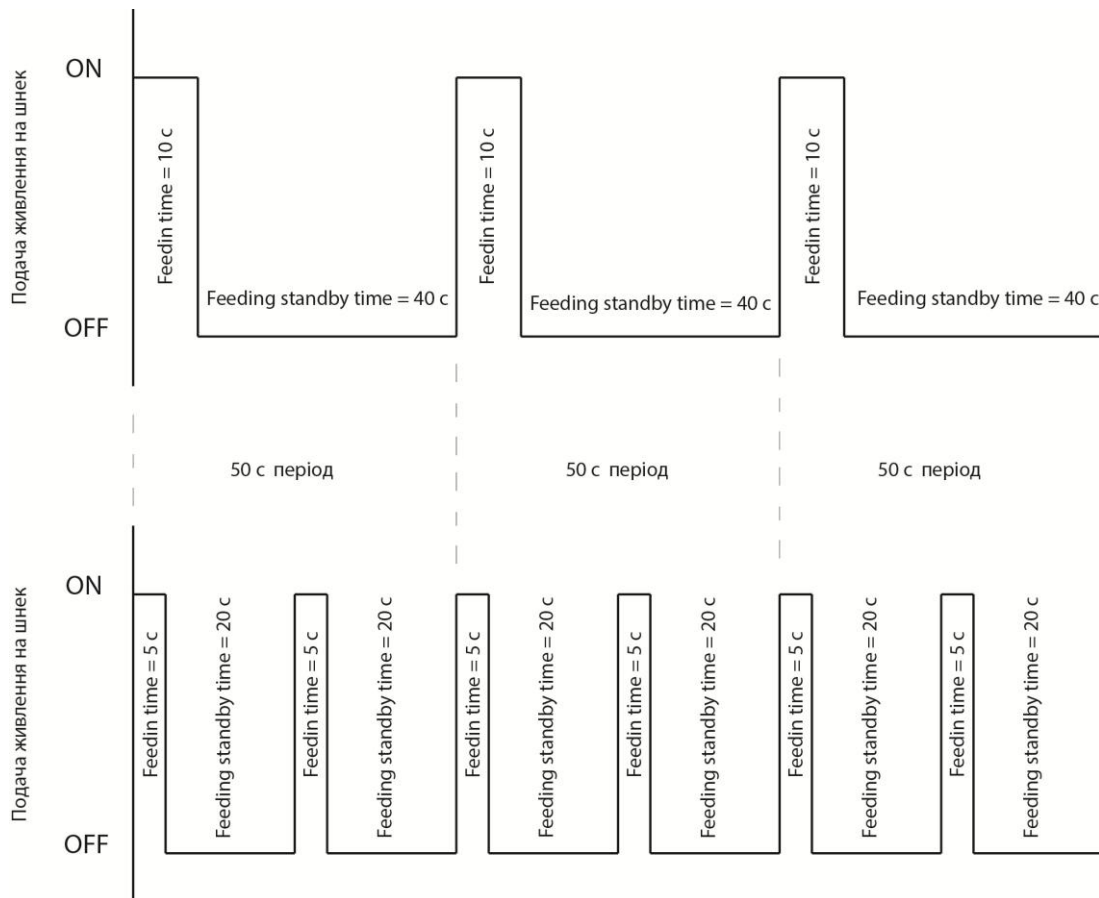 Подача живлення на шнек
ON
OFF
Feedin time = 10 с
Feeding standby time = 40 с
Feedin time = 10 с
Feeding standby time = 40 с
Feedin time = 10 с
Feeding standby time = 40 с
50 с період
50 с період
50 с період
Подача живлення на шнек
ON
OFF
Feedin time = 5 с
Feeding standby time = 20 с
Feedin time = 5 с
Feeding standby time = 20 с
Feedin time = 5 с
Feeding standby time = 20 с
Feedin time = 5 с
Feeding standby time = 20 с
Feedin time = 5 с
Feeding standby time = 20 с
Feedin time = 5 с
Feeding standby time = 20 с